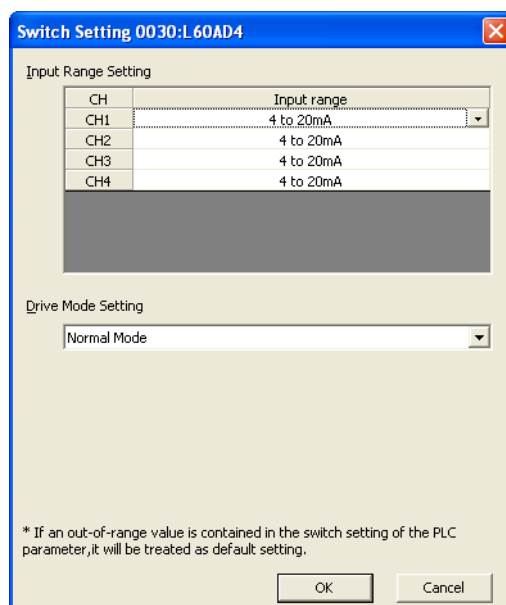 Switch Setting 0030:L60AD4
Input Range Setting
CH Input range
CH1 4 to 20mA
CH2 4 to 20mA
CH3 4 to 20mA
CH4 4 to 20mA
Drive Mode Setting
Normal Mode
* If an out-of-range value is contained in the switch setting of the PLC
parameter,it will be treated as default setting.
OK Cancel